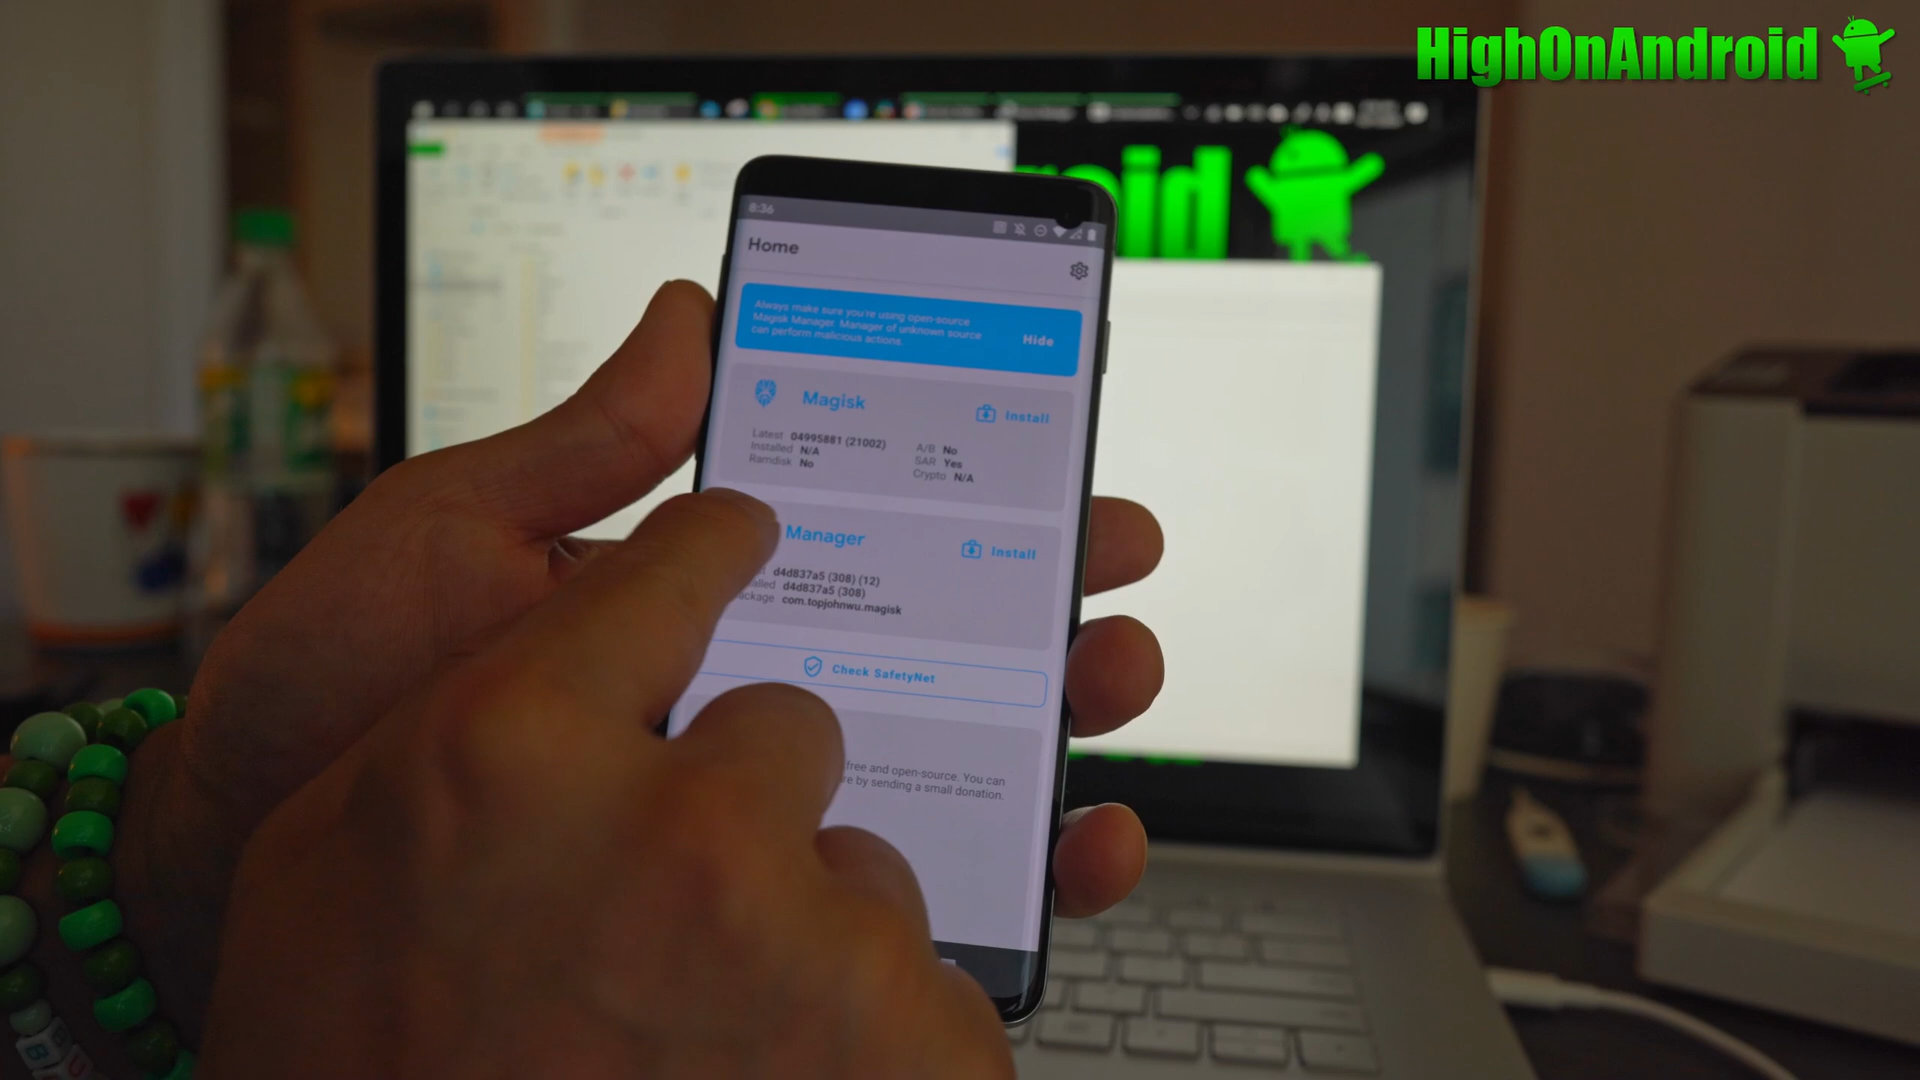 HighOnAndroid
roid
8:36
Home
Always make sure you're using open-source
Magisk Manager. Manager of unknown source
can perform malicious actions.
Hide
Magisk
Install
Latest 04995881 (21002)
Installed N/A
Ramdisk No
A/B No
SAR Yes
Crypto N/A
Manager
Install
d4d837a5 (308) (12)
d4d837a5 (308)
com.topjohnwu.magisk
Check SafetyNet
free and open-source. You can
by sending a small donation.
B